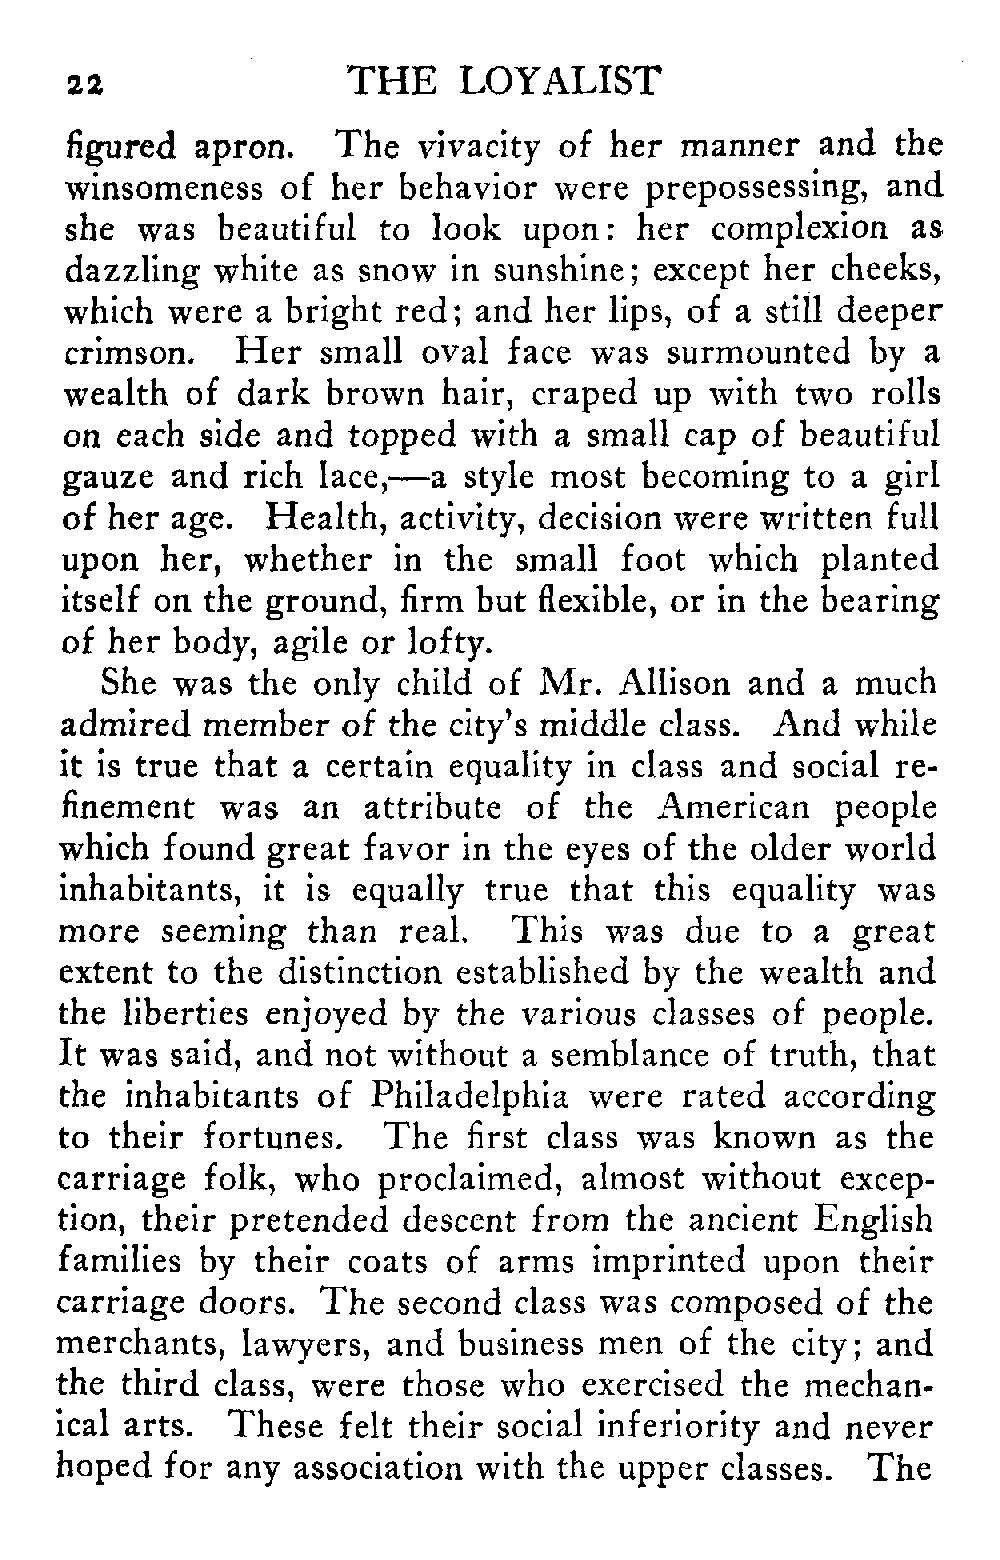 22 THE LOYALIST
figured apron. The vivacity of her manner and the
winsomeness of her behavior were prepossessing, and
she was beautiful to look upon: her complexion as
dazzling white as snow in sunshine; except her cheeks,
which were a bright red; and her lips, of a still deeper
crimson. Her small oval face was surmounted by a
wealth of dark brown hair, craped up with two rolls
on each side and topped with a small cap of beautiful
gauze and rich lace,—a style most becoming to a girl
of her age. Health, activity, decision were written full
upon her, whether in the small foot which planted
itself on the ground, firm but flexible, or in the bearing
of her body, agile or lofty.
She was the only child of Mr. Allison and a much
admired member of the city's middle class. And while
it is true that a certain equality in class and social re-
finement was an attribute of the American people
which found great favor in the eyes of the older world
inhabitants, it is equally true that this equality was
more seeming than real. This was due to a great
extent to the distinction established by the wealth and
the liberties enjoyed by the various classes of people.
It was said, and not without a semblance of truth, that
the inhabitants of Philadelphia were rated according
to their fortunes. The first class was known as the
carriage folk, who proclaimed, almost without excep-
tion, their pretended descent from the ancient English
families by their coats of arms imprinted upon their
carriage doors. The second class was composed of the
merchants, lawyers, and business men of the city; and
the third class, were those who exercised the mechan-
ical arts. These felt their social inferiority and never
hoped for any association with the upper classes. The